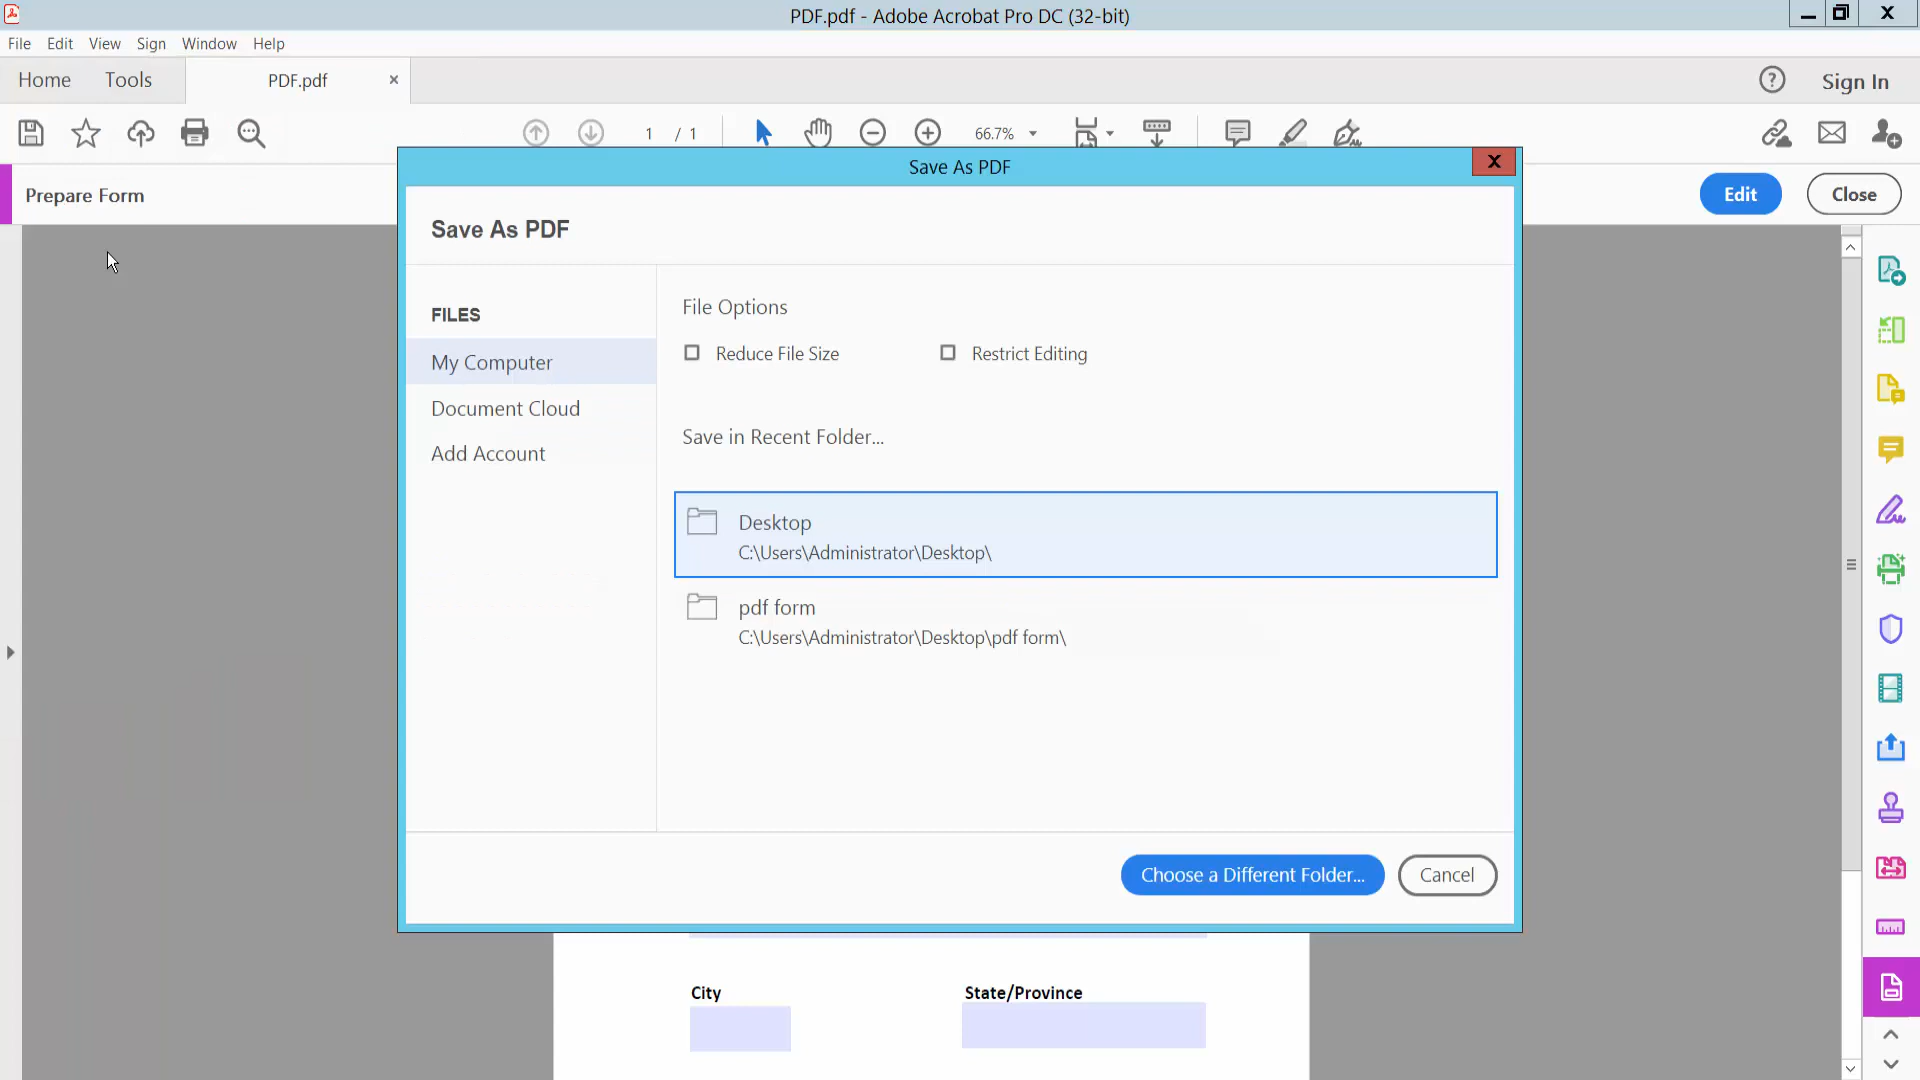 PDF.pdf - Adobe Acrobat Pro DC (32-bit)
File Edit View Sign Window Help
Home Tools PDF.pdf × Sign In
1 / 1 66.7%
Save As PDF
Prepare Form
Edit Close
Save As PDF
FILES
My Computer
Document Cloud
Add Account
File Options
Reduce File Size Restrict Editing
Save in Recent Folder...
Desktop
C:\Users\Administrator\Desktop\
pdf form
C:\Users\Administrator\Desktop\pdf form\
Choose a Different Folder... Cancel
City State/Province